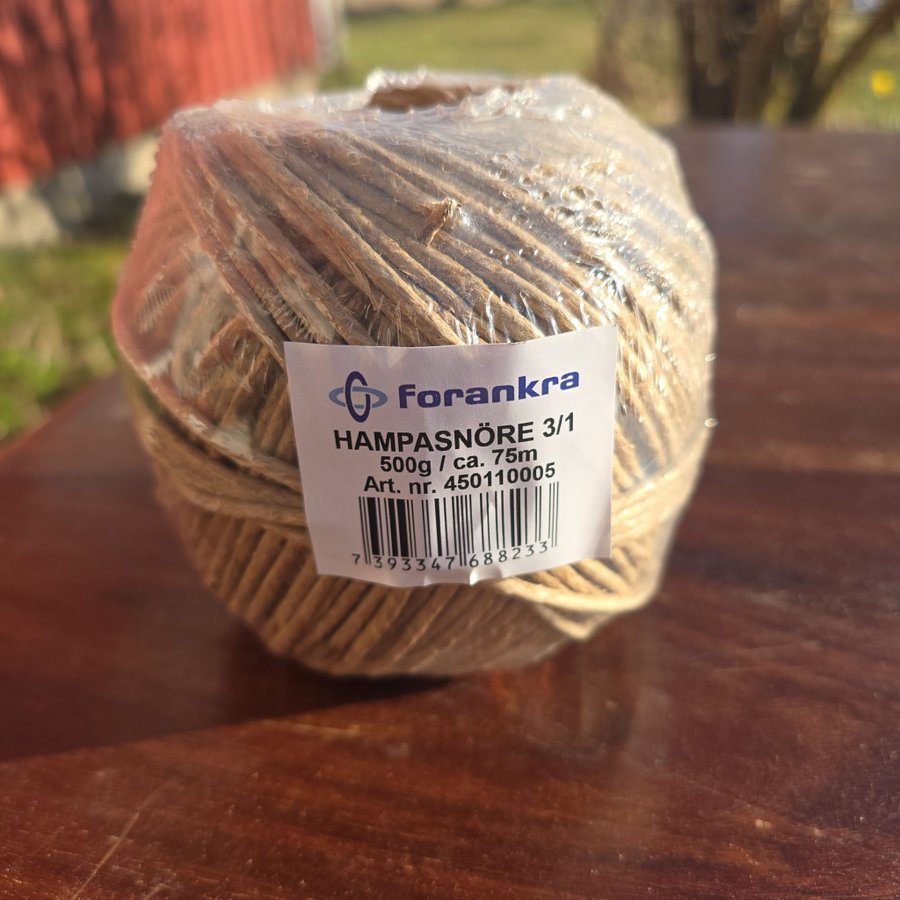 forankra
HAMPASNÖRE 3/1
500g / ca. 75m
Art. nr. 450110005
7 393347 688233